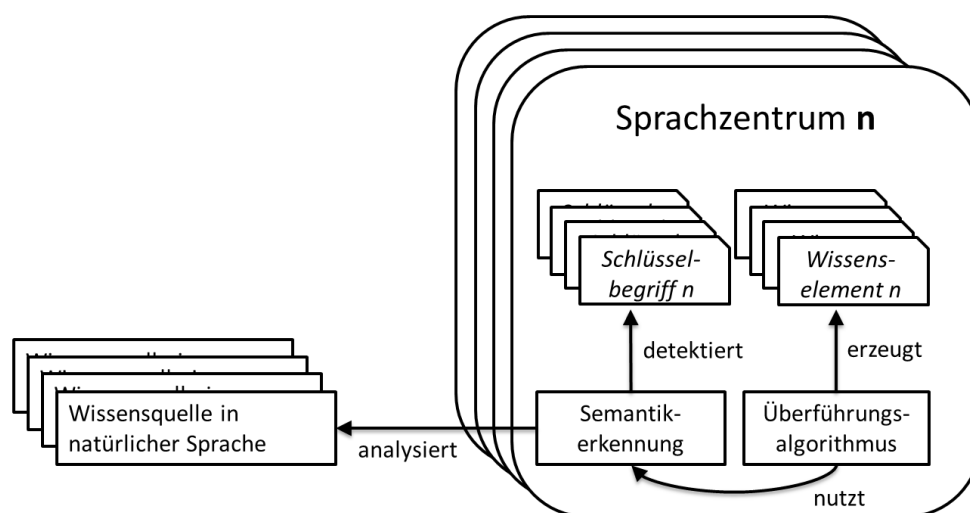 Sprachzentrum n
Schlüssel-
begriff n
Wissens-
element n
detektiert
erzeugt
Wissensquelle in
natürlicher Sprache
analysiert
Semantik-
erkennung
Überführungs-
algorithmus
nutzt